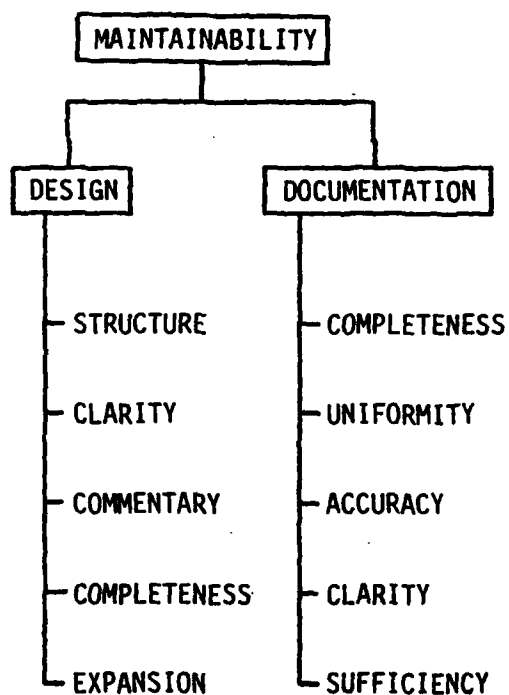 MAINTAINABILITY
DESIGN
DOCUMENTATION
STRUCTURE
COMPLETENESS
CLARITY
UNIFORMITY
COMMENTARY
ACCURACY
COMPLETENESS
CLARITY
EXPANSION
SUFFICIENCY